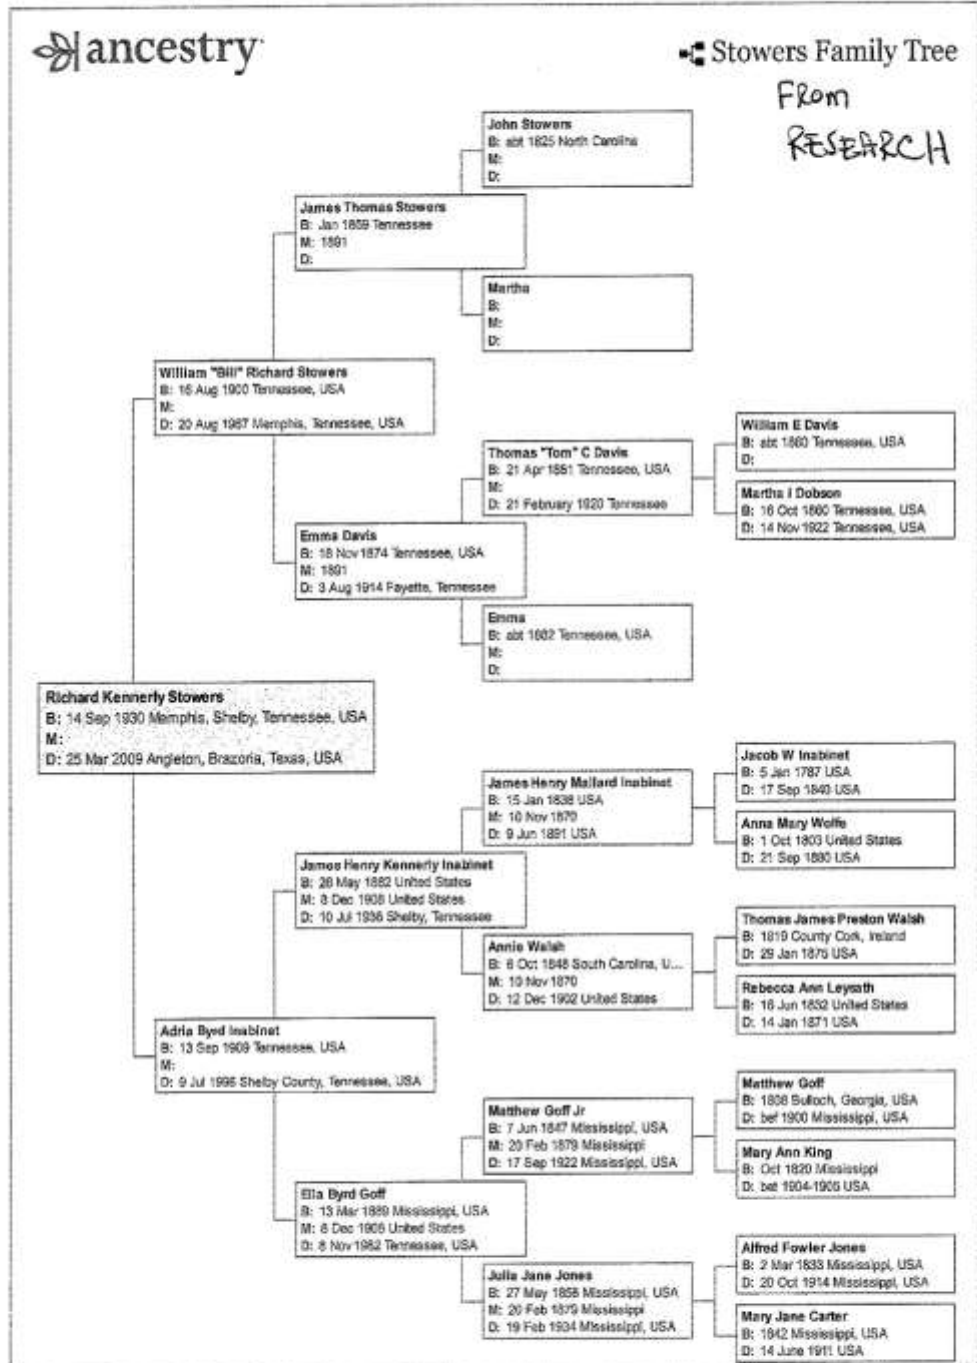 ancestry
Stowers Family Tree
FROM
RESEARCH
John Stowers
B: abt 1825 North Carolina
M:
D:
James Thomas Stowers
B: Jan 1859 Tennessee
M: 1891
D:
Martha
B:
M:
D:
William "Bill" Richard Stowers
B: 16 Aug 1900 Tennessee, USA
M:
D: 20 Aug 1967 Memphis, Tennessee, USA
William E Davis
B: abt 1860 Tennessee, USA
D:
Thomas "Tom" C Davis
B: 21 Apr 1881 Tennessee, USA
M:
D: 21 February 1920 Tennessee
Martha I Dobson
B: 16 Oct 1860 Tennessee, USA
D: 14 Nov 1922 Tennessee, USA
Emma Davis
B: 18 Nov 1874 Tennessee, USA
M: 1891
D: 3 Aug 1914 Fayette, Tennessee
Emma
B: abt 1882 Tennessee, USA
M:
D:
Richard Kennerly Stowers
B: 14 Sep 1930 Memphis, Shelby, Tennessee, USA
M:
D: 25 Mar 2009 Angleton, Brazoria, Texas, USA
Jacob W Inabinet
B: 5 Jan 1787 USA
D: 17 Sep 1840 USA
James Henry Mallard Inabinet
B: 15 Jan 1838 USA
M: 10 Nov 1870
D: 9 Jun 1891 USA
Anna Mary Wolfe
B: 1 Oct 1803 United States
D: 21 Sep 1880 USA
James Henry Kennerly Inabinet
B: 26 May 1882 United States
M: 8 Dec 1908 United States
D: 10 Jul 1936 Shelby, Tennessee
Thomas James Preston Walsh
B: 1819 County Cork, Ireland
D: 29 Jan 1875 USA
Annie Walsh
B: 6 Oct 1848 South Carolina, U...
M: 10 Nov 1870
D: 12 Dec 1902 United States
Rebecca Ann Leysath
B: 16 Jun 1832 United States
D: 14 Jan 1871 USA
Adria Byrd Inabinet
B: 13 Sep 1909 Tennessee, USA
M:
D: 9 Jul 1996 Shelby County, Tennessee, USA
Matthew Goff
B: 1808 Bulloch, Georgia, USA
D: bef 1900 Mississippi, USA
Matthew Goff Jr
B: 7 Jun 1847 Mississippi, USA
M: 20 Feb 1879 Mississippi
D: 17 Sep 1922 Mississippi, USA
Mary Ann King
B: Oct 1820 Mississippi
D: bet 1904-1905 USA
Ella Byrd Goff
B: 13 Mar 1889 Mississippi, USA
M: 8 Dec 1908 United States
D: 8 Nov 1982 Tennessee, USA
Alfred Fowler Jones
B: 2 Mar 1833 Mississippi, USA
D: 20 Oct 1914 Mississippi, USA
Julia Jane Jones
B: 27 May 1858 Mississippi, USA
M: 20 Feb 1879 Mississippi
D: 19 Feb 1934 Mississippi, USA
Mary Jane Carter
B: 1842 Mississippi, USA
D: 14 June 1911 USA